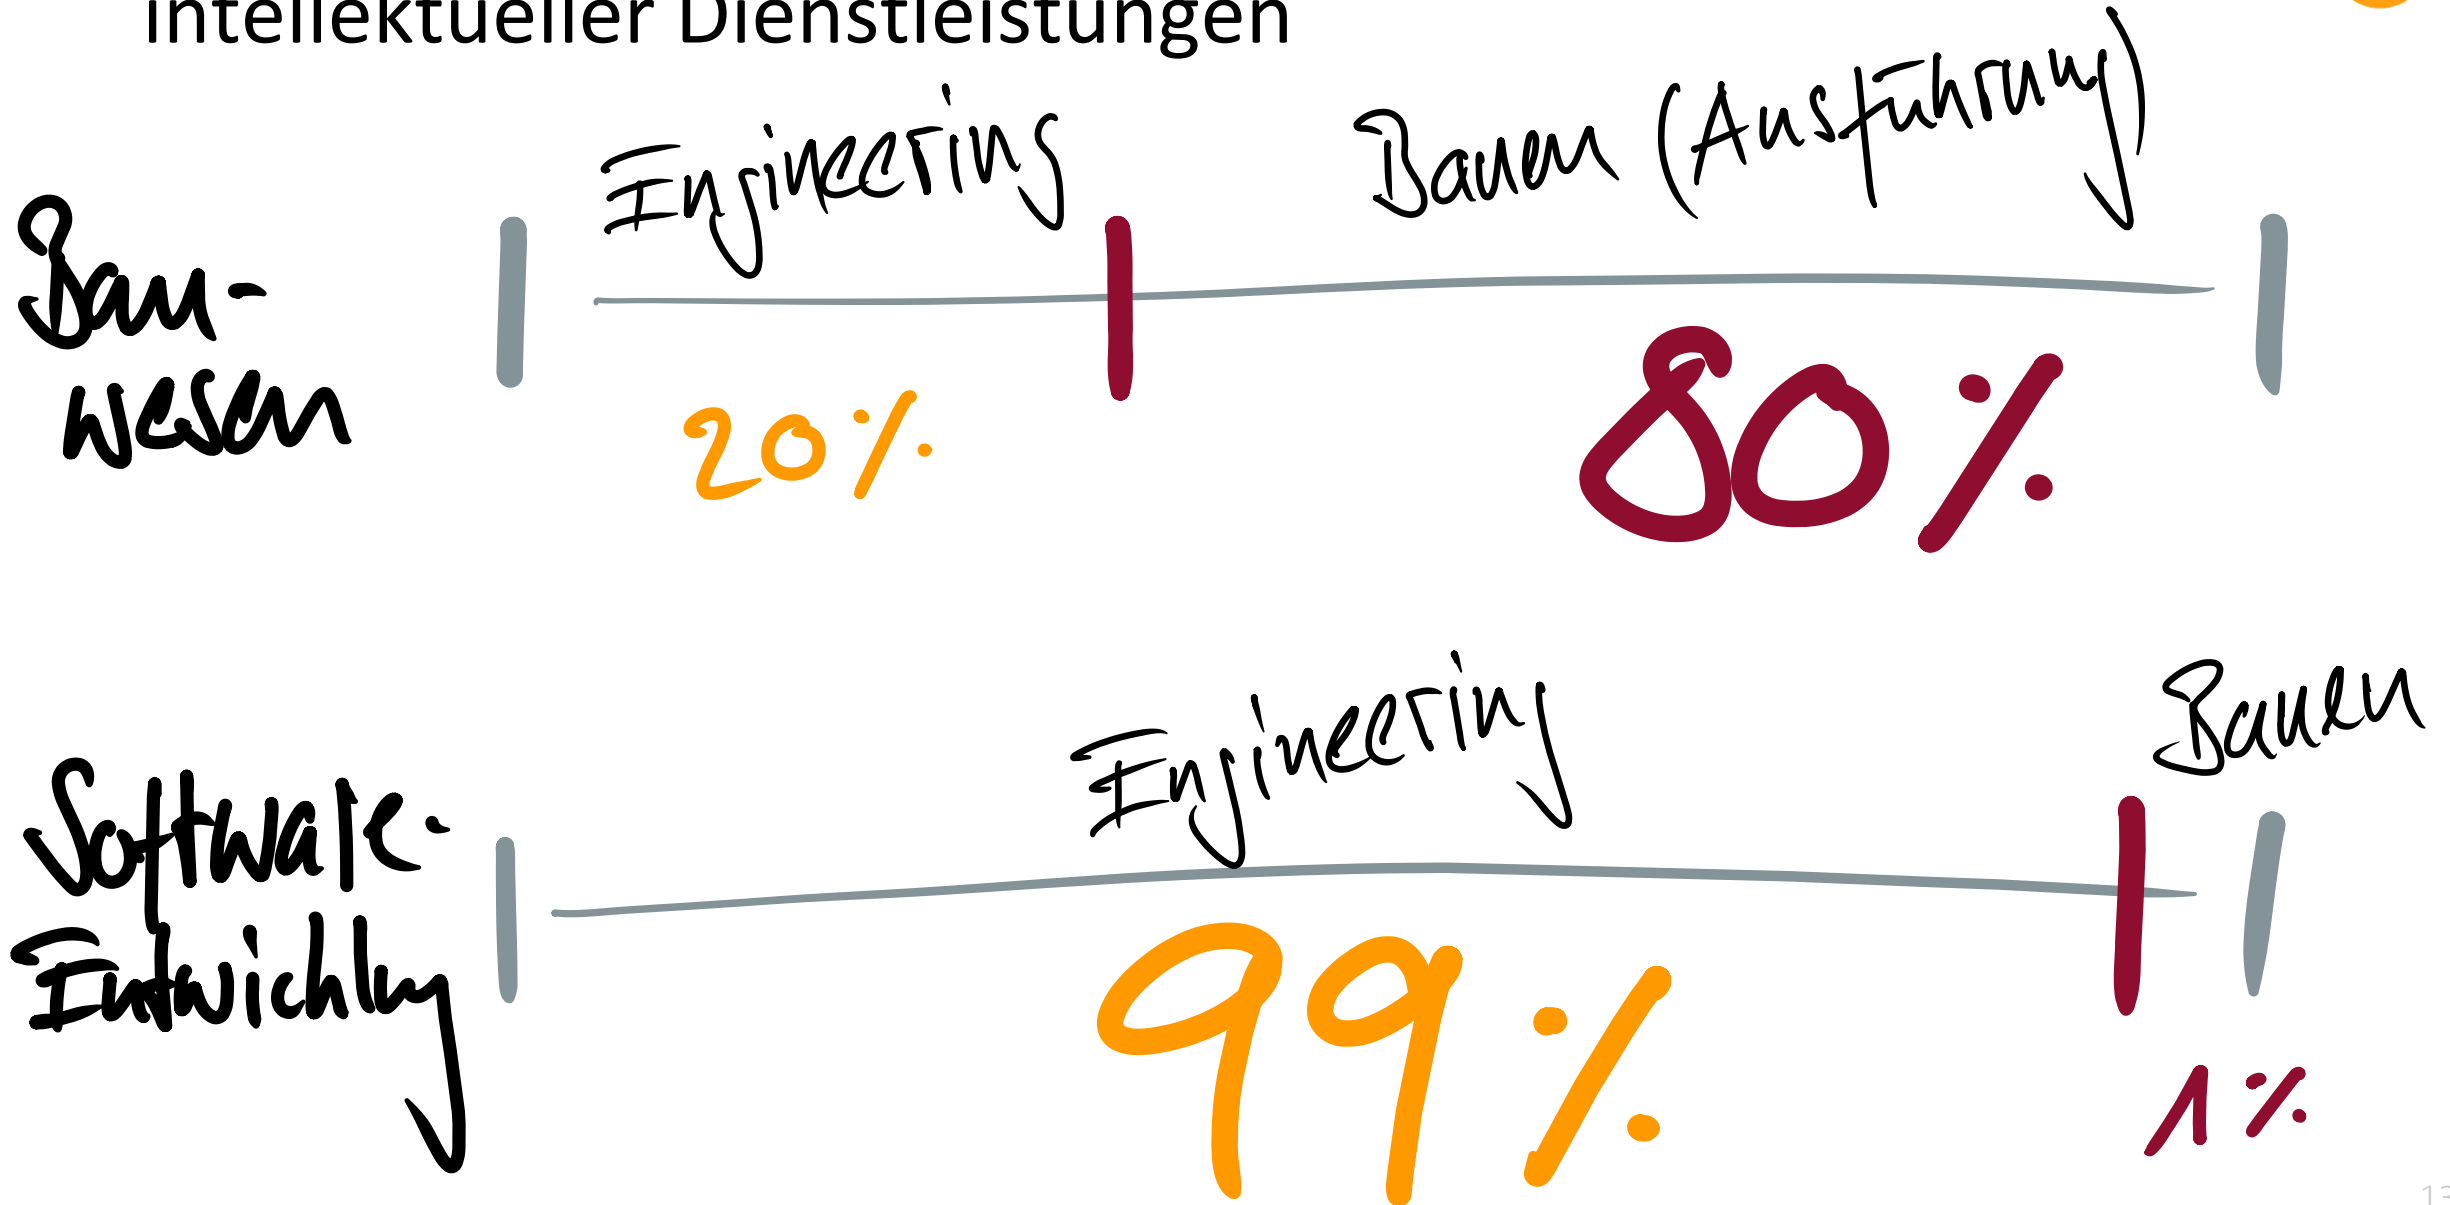 intellektueller Dienstleistungen
Engineering
Bauen (Ausführung)
Bau-
wesen
20%
80%
Engineering
Bauen
Software-
Entwicklung
99%
1%